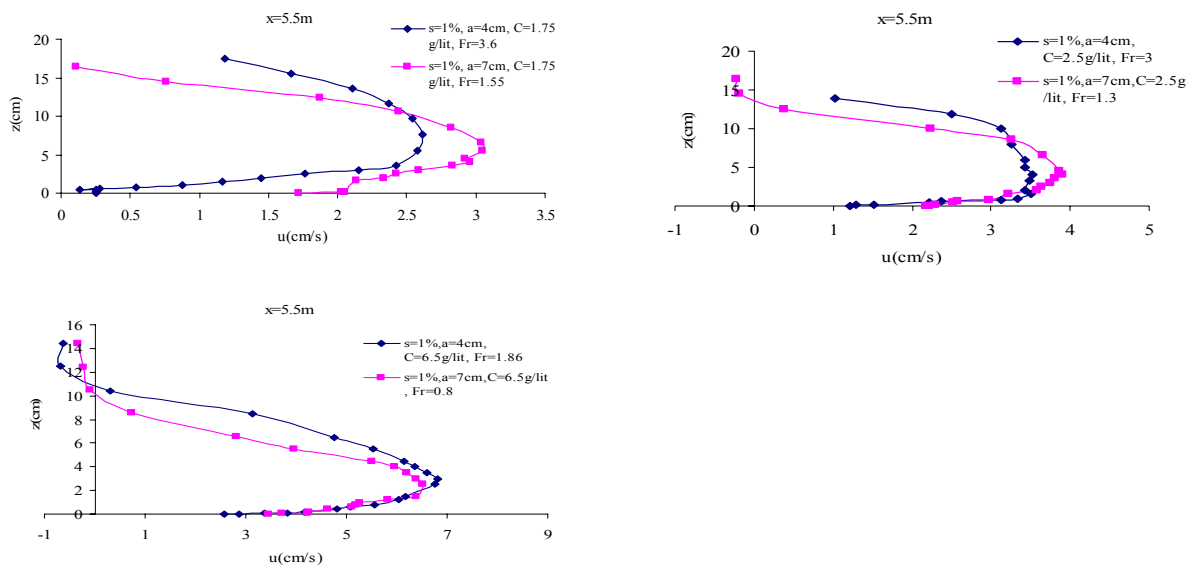 x=5.5m
s=1%, a=4cm, C=1.75
g/lit, Fr=3.6
s=1%, a=7cm, C=1.75
g/lit, Fr=1.55
z(cm)
20
15
10
5
0
0 0.5 1 1.5 2 2.5 3 3.5
u(cm/s)
x=5.5m
s=1%,a=4cm,
C=2.5g/lit, Fr=3
s=1%,a=7cm,C=2.5g
/lit, Fr=1.3
z(cm)
20
15
10
5
0
-1 0 1 2 3 4 5
u(cm/s)
x=5.5m
s=1%,a=4cm,
C=6.5g/lit, Fr=1.86
s=1%,a=7cm,C=6.5g/lit
, Fr=0.8
z(cm)
16
14
12
10
8
6
4
2
0
-1 1 3 5 7 9
u(cm/s)